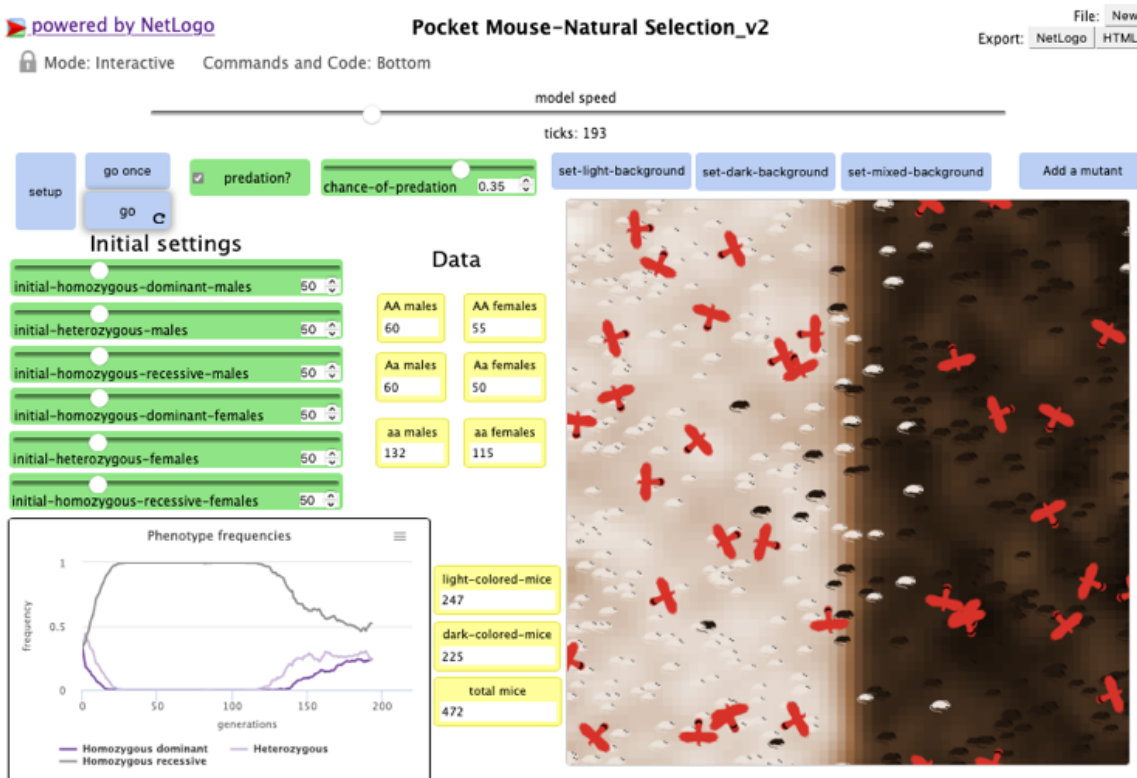 powered by NetLogo
Pocket Mouse-Natural Selection_v2
File: New
Export: NetLogo HTML
Mode: Interactive Commands and Code: Bottom
model speed
ticks: 193
setup
go once
go
predation?
chance-of-predation 0.35
set-light-background
set-dark-background
set-mixed-background
Add a mutant
Initial settings
initial-homozygous-dominant-males 50
initial-heterozygous-males 50
initial-homozygous-recessive-males 50
initial-homozygous-dominant-females 50
initial-heterozygous-females 50
initial-homozygous-recessive-females 50
Data
AA males
60
AA females
55
Aa males
60
Aa females
50
aa males
132
aa females
115
Phenotype frequencies
frequency
1
0.5
0
0 50 100 150 200
generations
Homozygous dominant Heterozygous
Homozygous recessive
light-colored-mice
247
dark-colored-mice
225
total mice
472